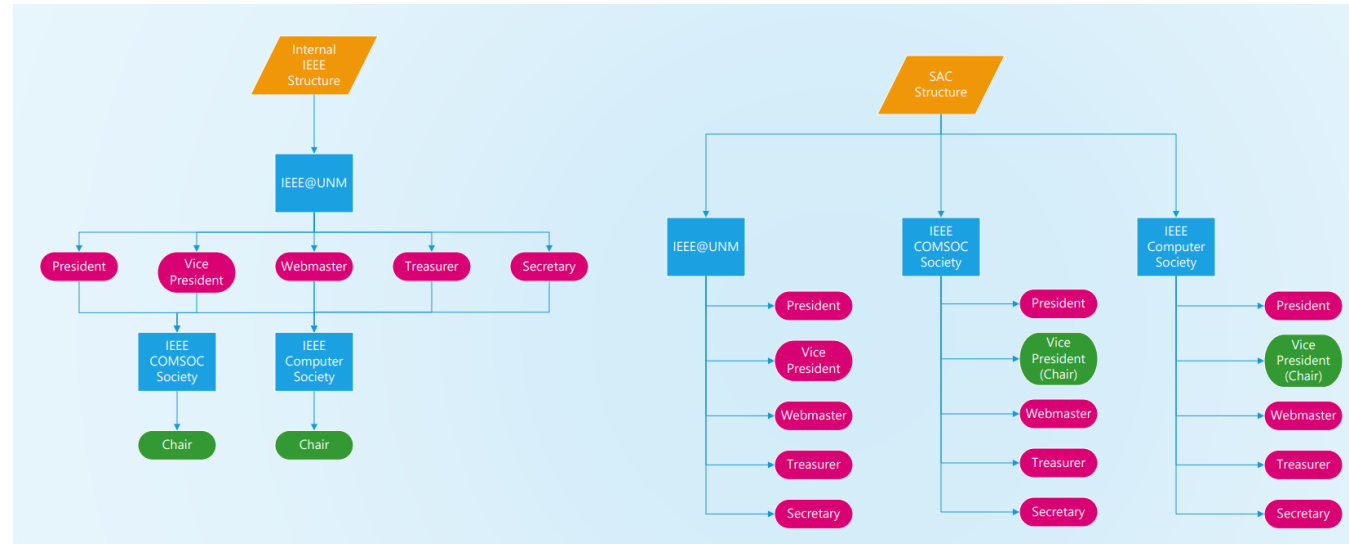 Internal
IEEE
Structure
IEEE@UNM
President
Vice
President
Webmaster
Treasurer
Secretary
IEEE
COMSOC
Society
IEEE
Computer
Society
Chair
Chair
SAC
Structure
IEEE@UNM
President
Vice
President
Webmaster
Treasurer
Secretary
IEEE
COMSOC
Society
President
Vice
President
(Chair)
Webmaster
Treasurer
Secretary
IEEE
Computer
Society
President
Vice
President
(Chair)
Webmaster
Treasurer
Secretary